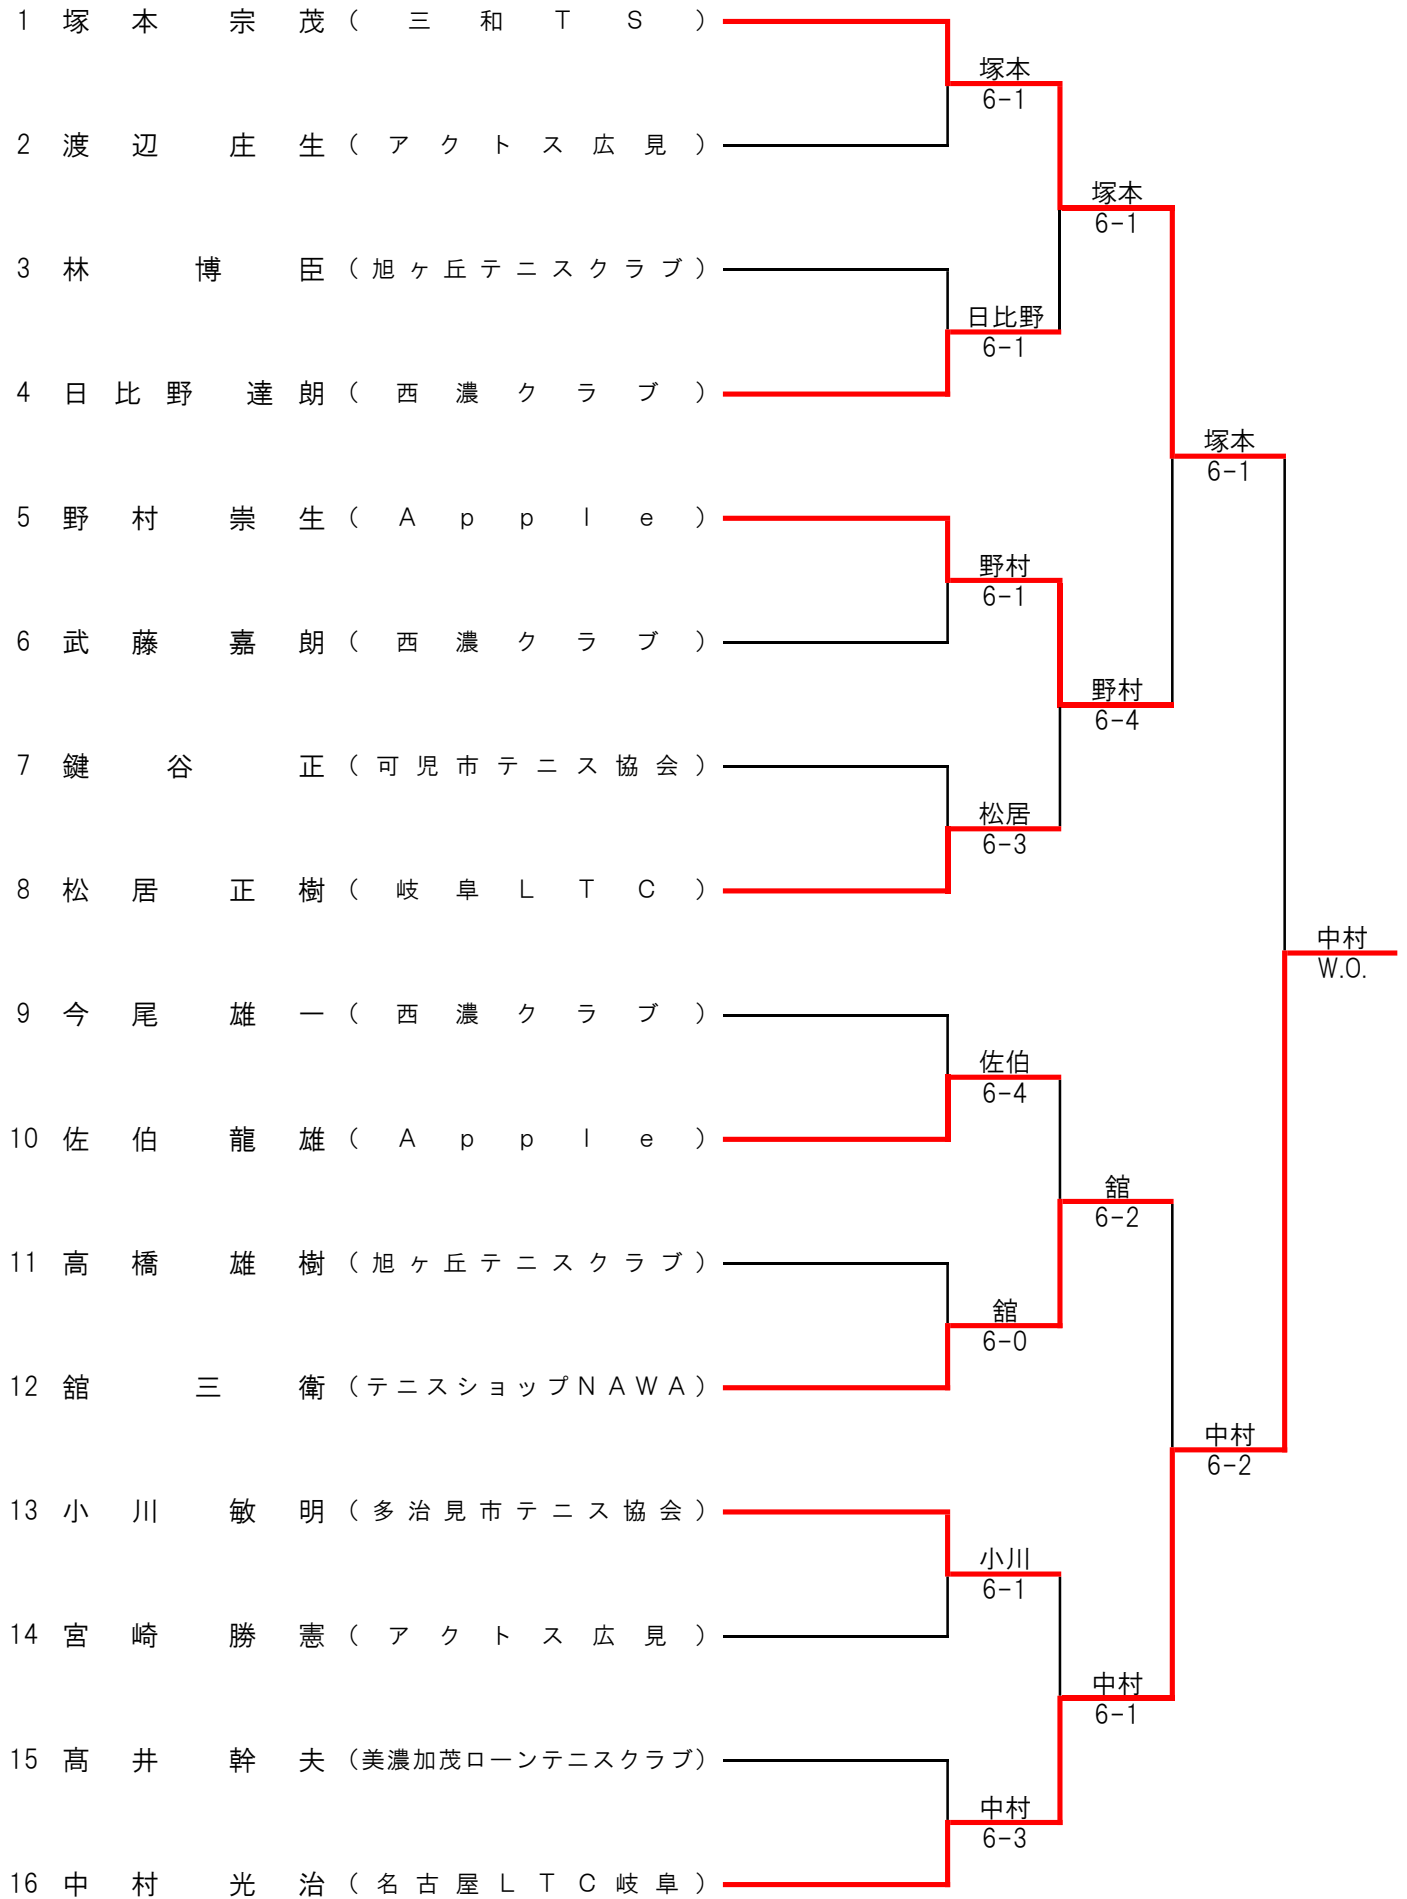 1 塚本 宗茂 (三和TS)
塚本
6-1
2 渡辺 庄生 (アクトス広見)
塚本
6-1
3 林 博臣 (旭ヶ丘テニスクラブ)
日比野
6-1
4 日比野 達朗 (西濃クラブ)
塚本
6-1
5 野村 崇生 (Apple)
野村
6-1
6 武藤 嘉朗 (西濃クラブ)
野村
6-4
7 鍵谷 正 (可児市テニス協会)
松居
6-3
8 松居 正樹 (岐阜LTC)
中村
W.O.
9 今尾 雄一 (西濃クラブ)
佐伯
6-4
10 佐伯 龍雄 (Apple)
舘
6-2
11 高橋 雄樹 (旭ヶ丘テニスクラブ)
舘
6-0
12 舘 三衛 (テニスショップNAWA)
中村
6-2
13 小川 敏明 (多治見市テニス協会)
小川
6-1
14 宮崎 勝憲 (アクトス広見)
中村
6-1
15 髙井 幹夫 (美濃加茂ローンテニスクラブ)
中村
6-3
16 中村 光治 (名古屋LTC岐阜)